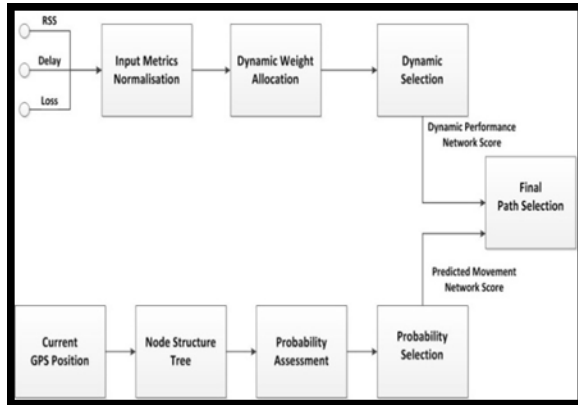 RSS
Delay
Loss
Input Metrics
Normalisation
Dynamic Weight
Allocation
Dynamic
Selection
Dynamic Performance
Network Score
Final
Path Selection
Predicted Movement
Network Score
Current
GPS Position
Node Structure
Tree
Probability
Assessment
Probability
Selection